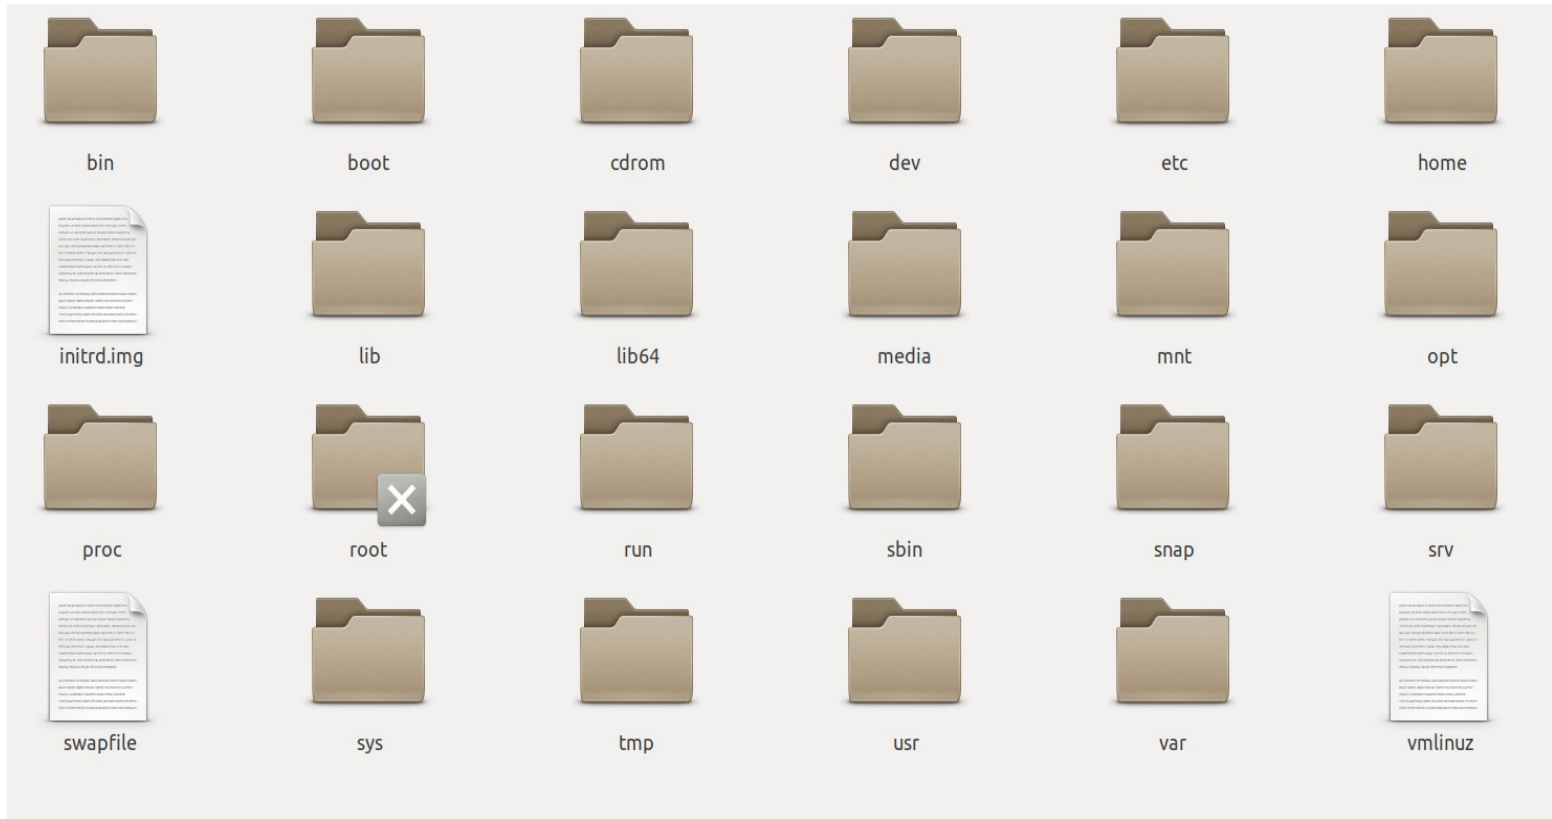 bin boot cdrom dev etc home
initrd.img lib lib64 media mnt opt
proc root run sbin snap srv
swapfile sys tmp usr var vmlinuz